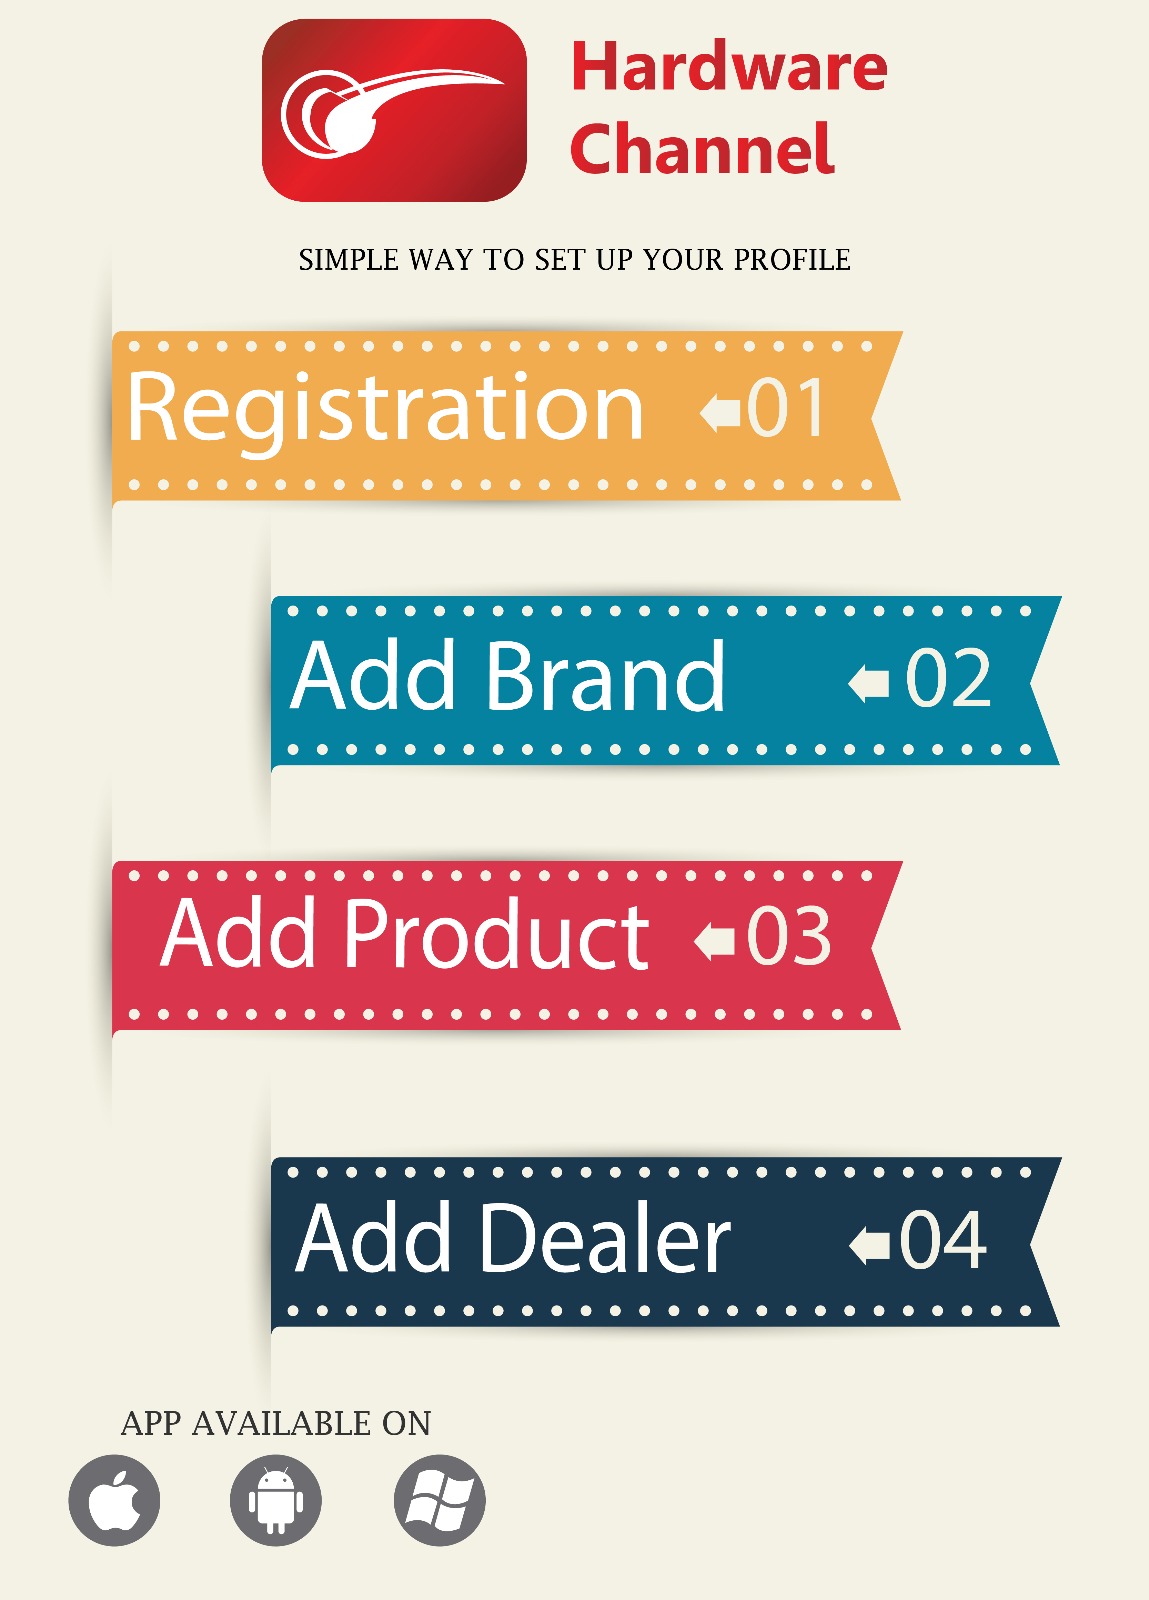 Hardware
Channel
SIMPLE WAY TO SET UP YOUR PROFILE
Registration 01
Add Brand 02
Add Product 03
Add Dealer 04
APP AVAILABLE ON